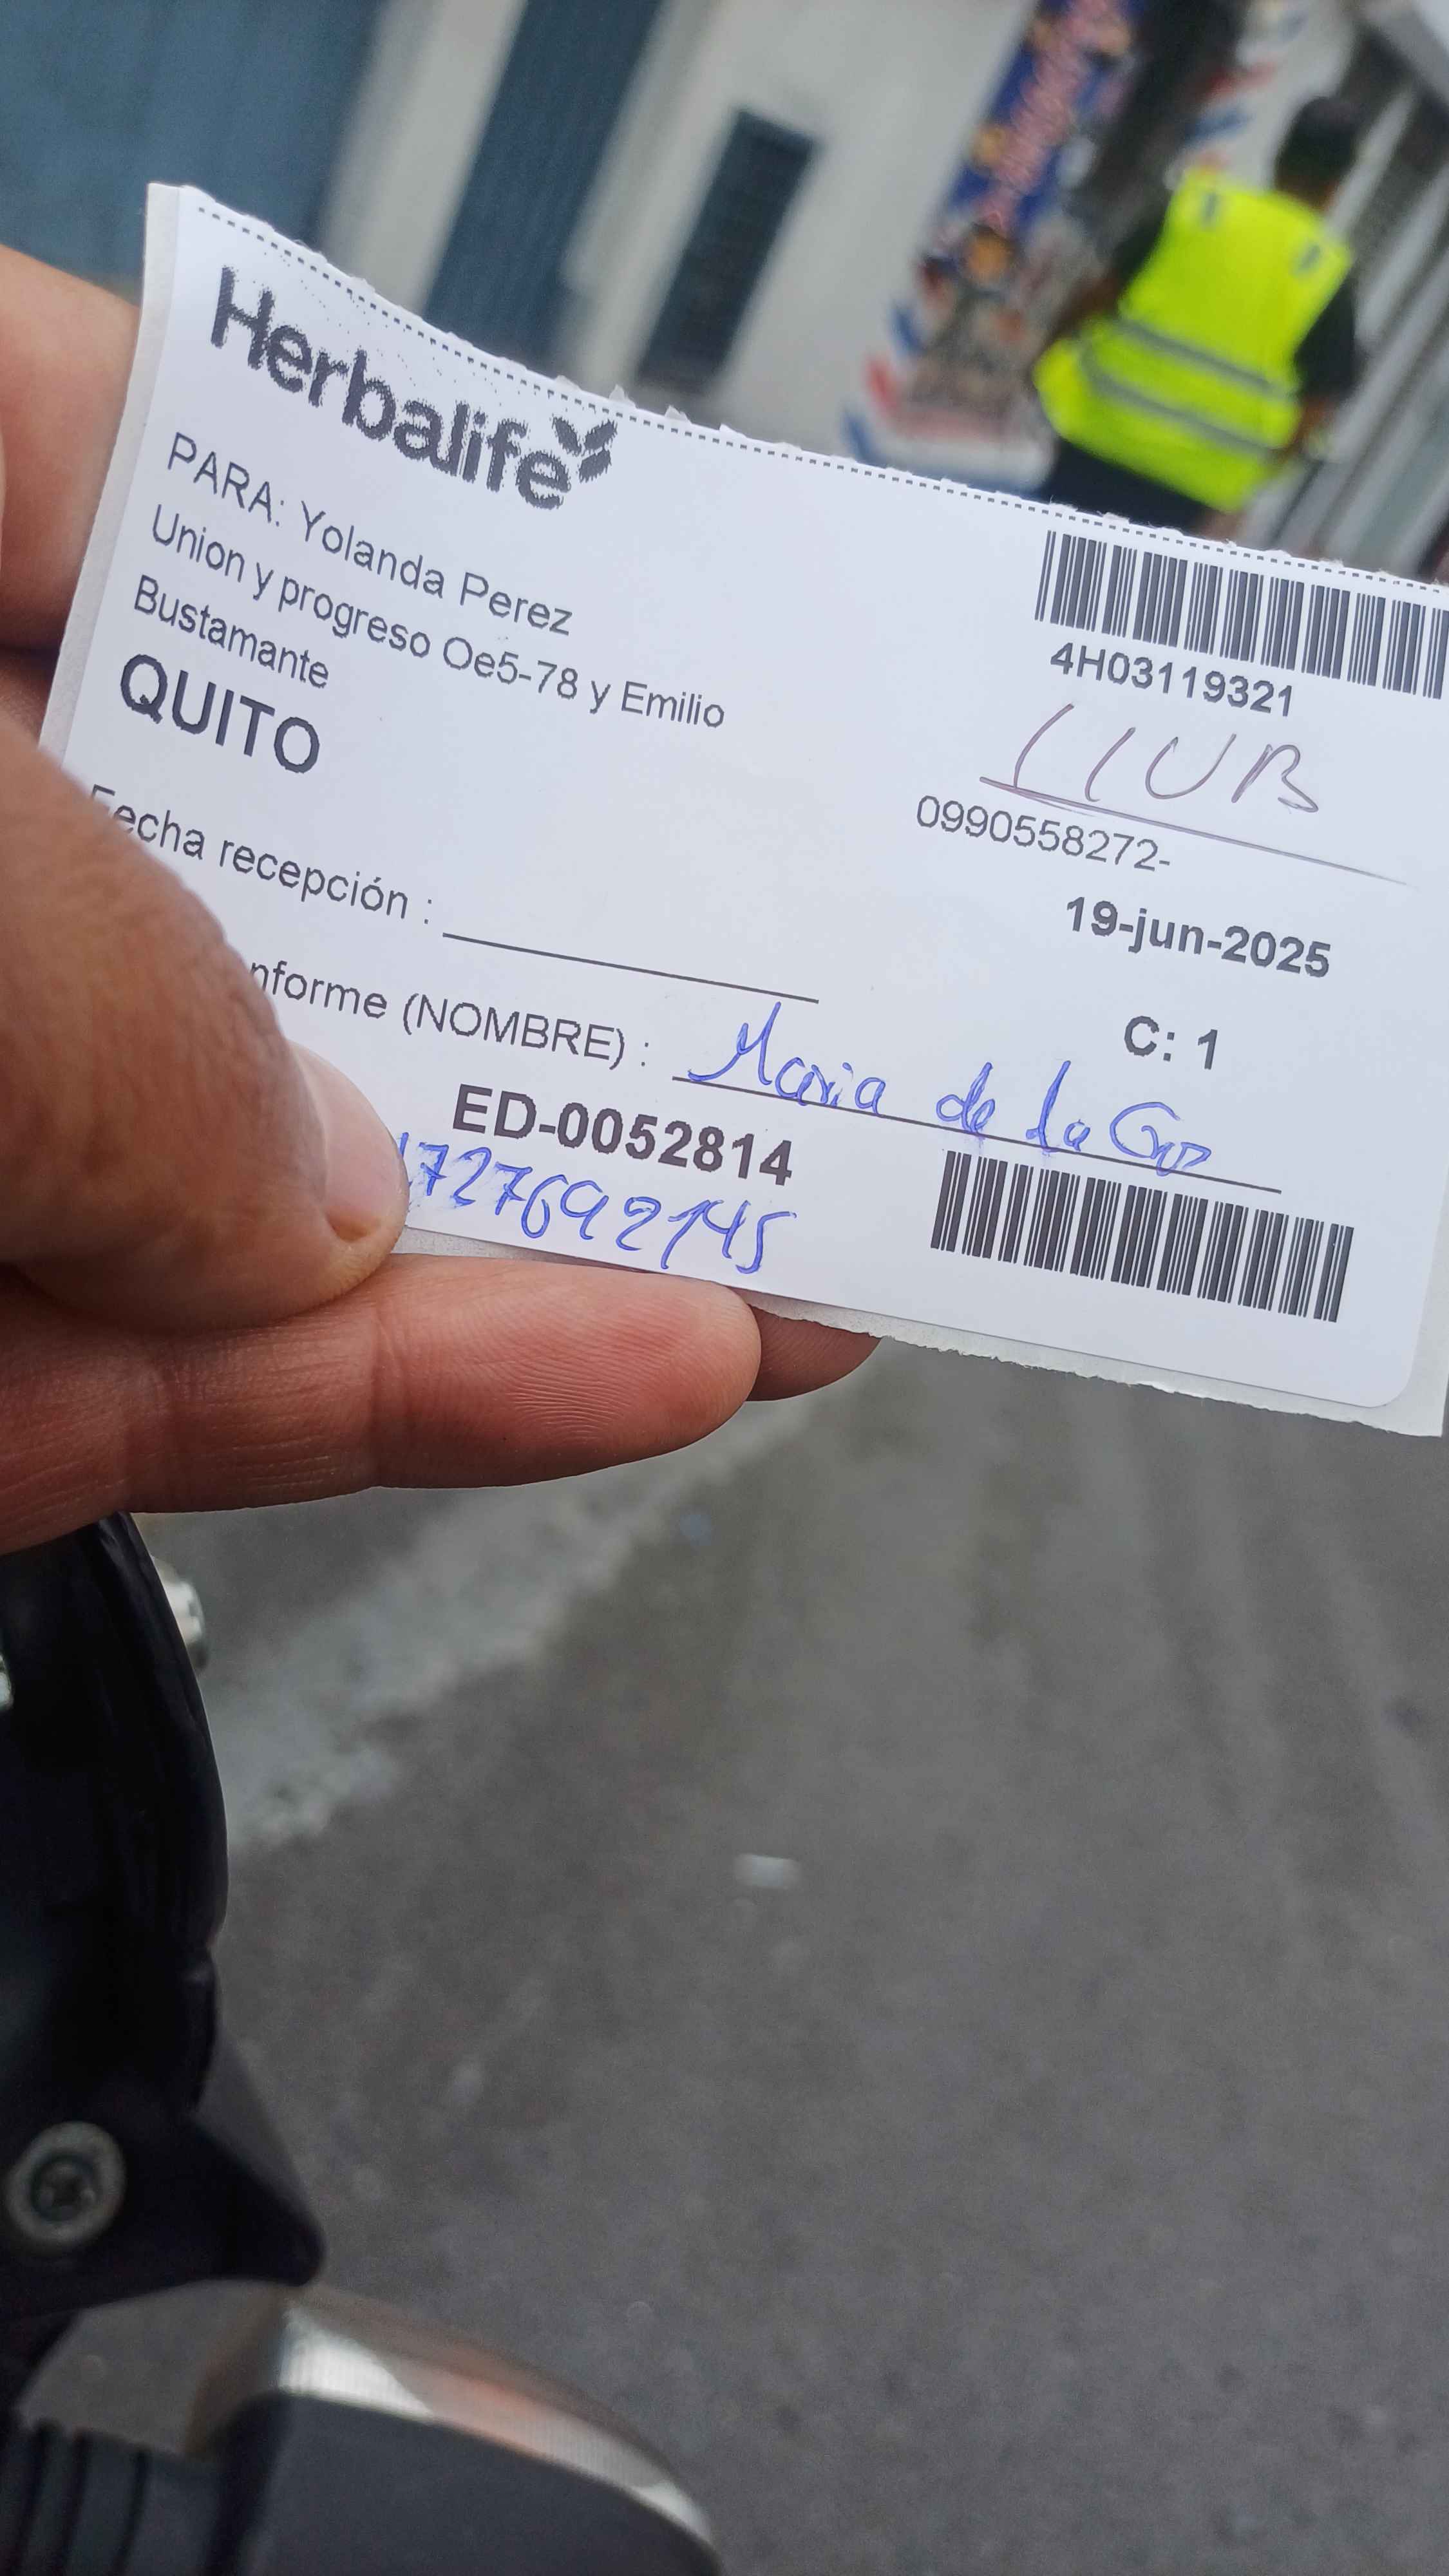 Herbalife
PARA: Yolanda Perez
Union y progreso Oe5-78 y Emilio
Bustamante
QUITO
4H03119321
0990558272-
19-jun-2025
C: 1
Fecha recepción :
nforme (NOMBRE) : Maria de la Cruz
ED-0052814
1727692145